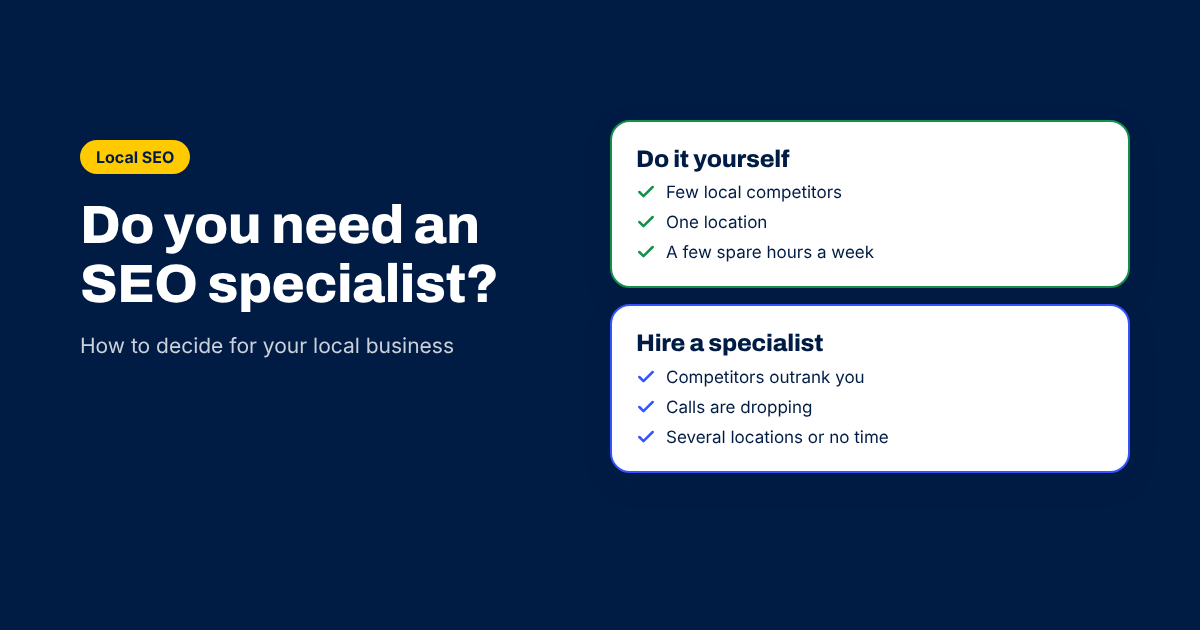 Local SEO
Do you need an
SEO specialist?
How to decide for your local business
Do it yourself
Few local competitors
One location
A few spare hours a week
Hire a specialist
Competitors outrank you
Calls are dropping
Several locations or no time